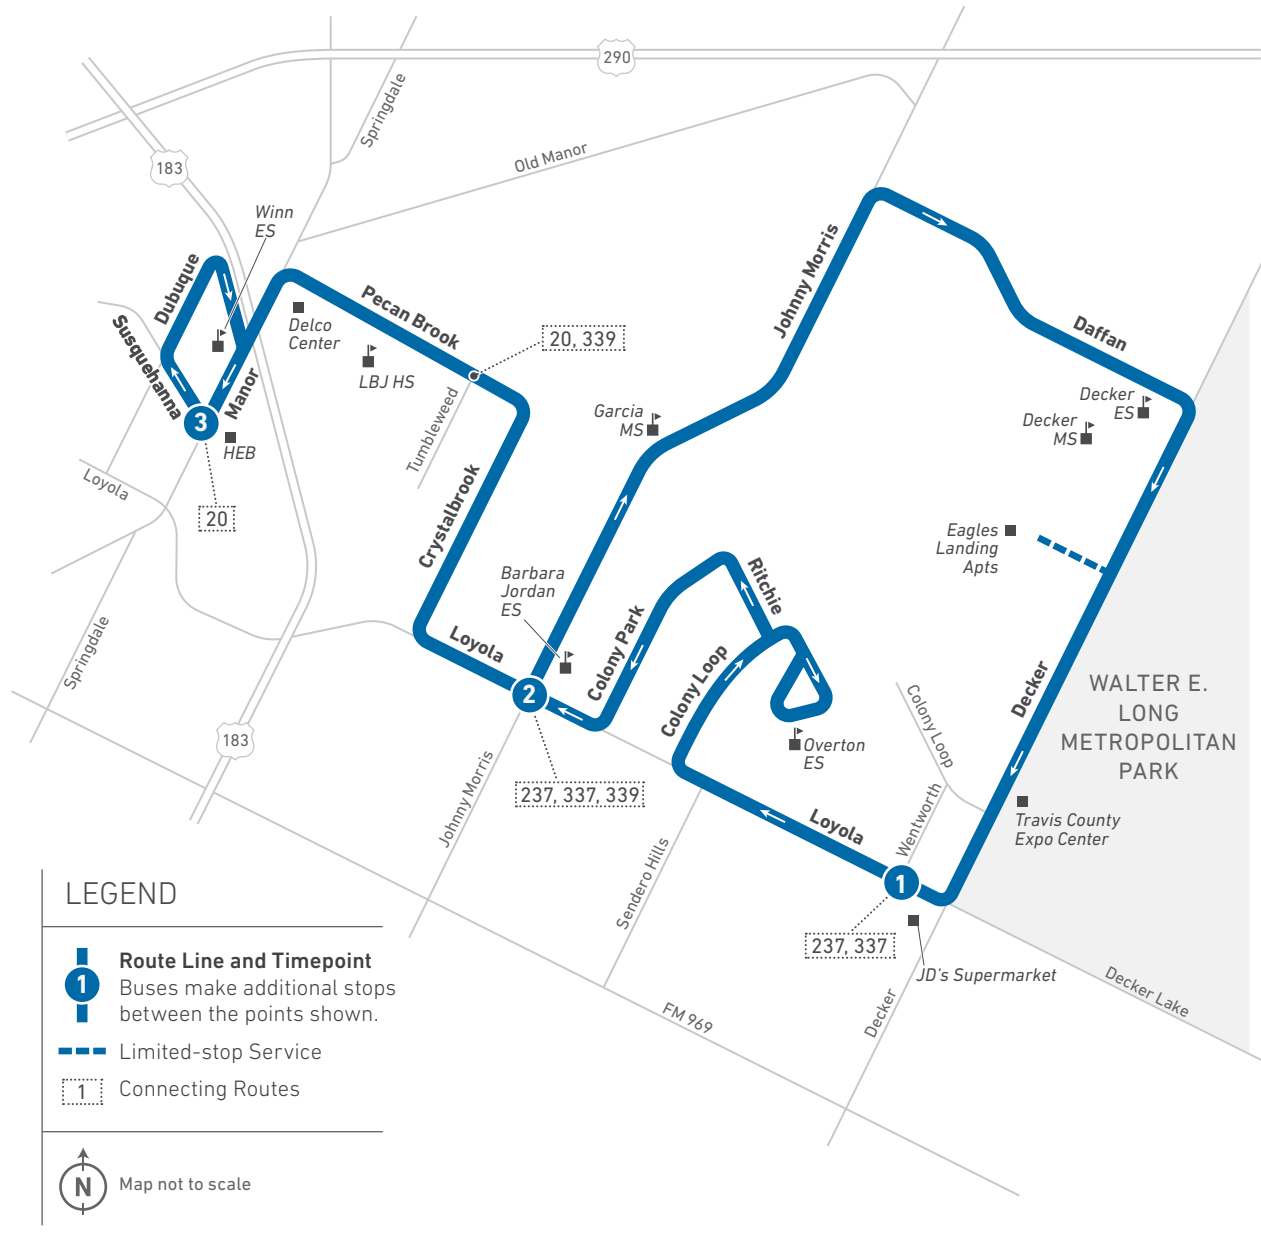 290
Springdale
183
Old Manor
Winn
ES
Dubuque
Johnny Morris
Susquehanna
Pecan Brook
Delco
Center
Daffan
20, 339
LBJ HS
Manor
3
HEB
Tumbleweed
Garcia
MS
Decker
ES
Decker
MS
Loyola
20
Crystalbrook
Eagles
Landing
Apts
Barbara
Jordan
ES
Ritchie
Springdale
Loyola
Colony Park
Colony Loop
2
Decker
WALTER E.
LONG
METROPOLITAN
PARK
Colony Loop
183
Overton
ES
237, 337, 339
Johnny Morris
Loyola
Wentworth
Travis County
Expo Center
Sendero Hills
1
237, 337
JD's Supermarket
Decker Lake
Decker
FM 969
LEGEND
Route Line and Timepoint
1
Buses make additional stops
between the points shown.
Limited-stop Service
1
Connecting Routes
N
Map not to scale